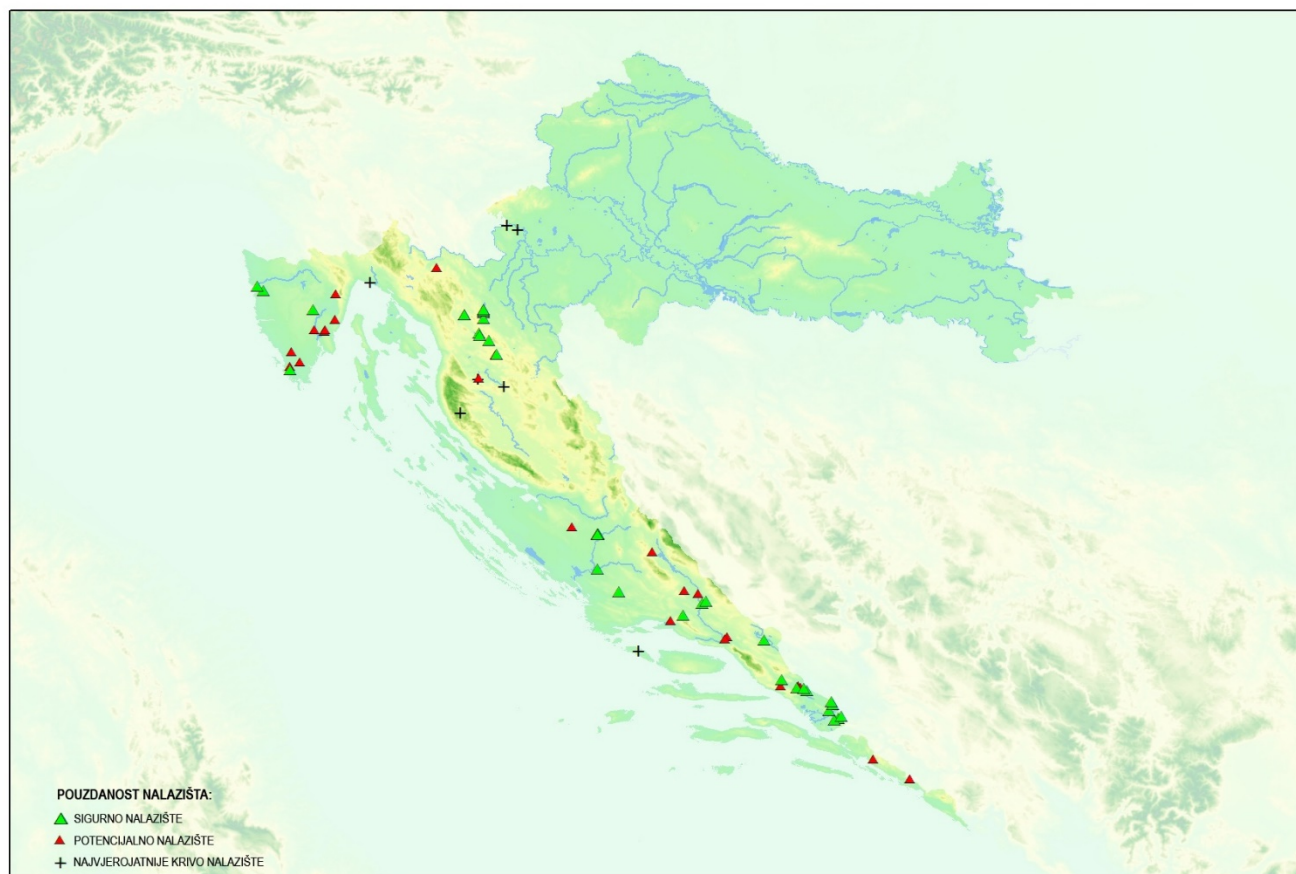 POUZDANOST NALAZIŠTA:
SIGURNO NALAZIŠTE
POTENCIJALNO NALAZIŠTE
NAJVJEROJATNIJE KRIVO NALAZIŠTE